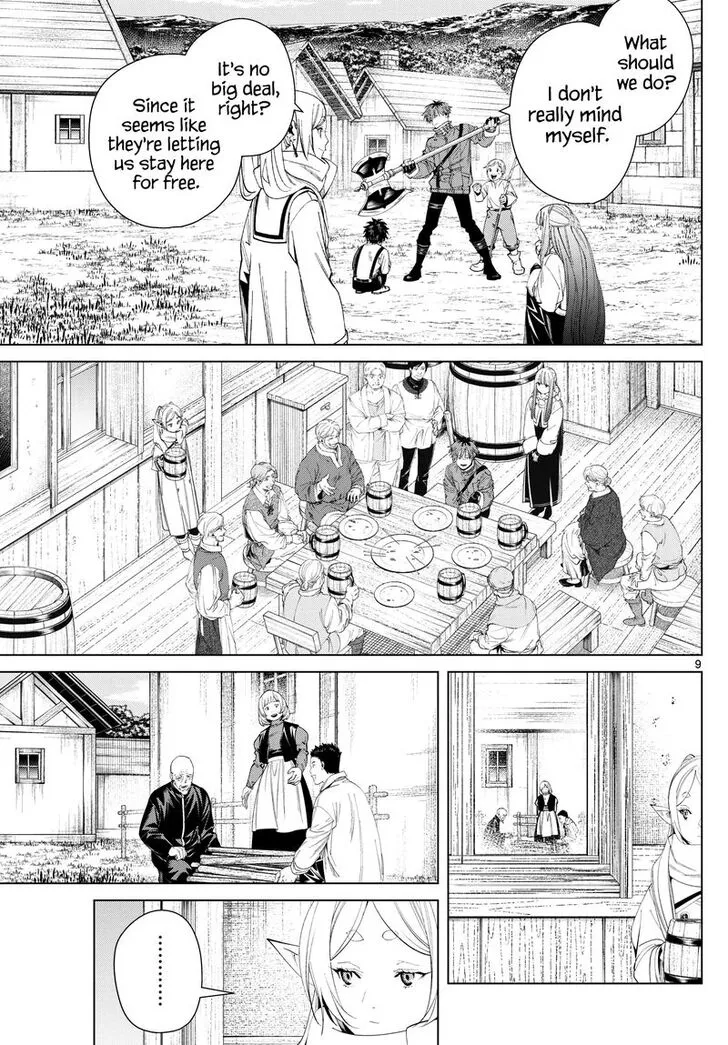 What
should
we do?
I don't
really mind
myself.
It's no
big deal,
right?
Since it
seems like
they're letting
us stay here
for free.
9
.........